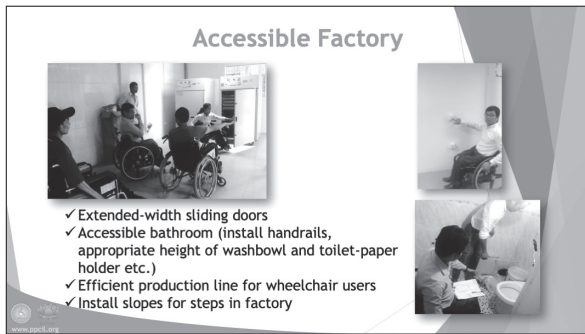 Accessible Factory
✓Extended-width sliding doors
✓Accessible bathroom (install handrails,
appropriate height of washbowl and toilet-paper
holder etc.)
✓Efficient production line for wheelchair users
✓Install slopes for steps in factory
www.ppcil.org